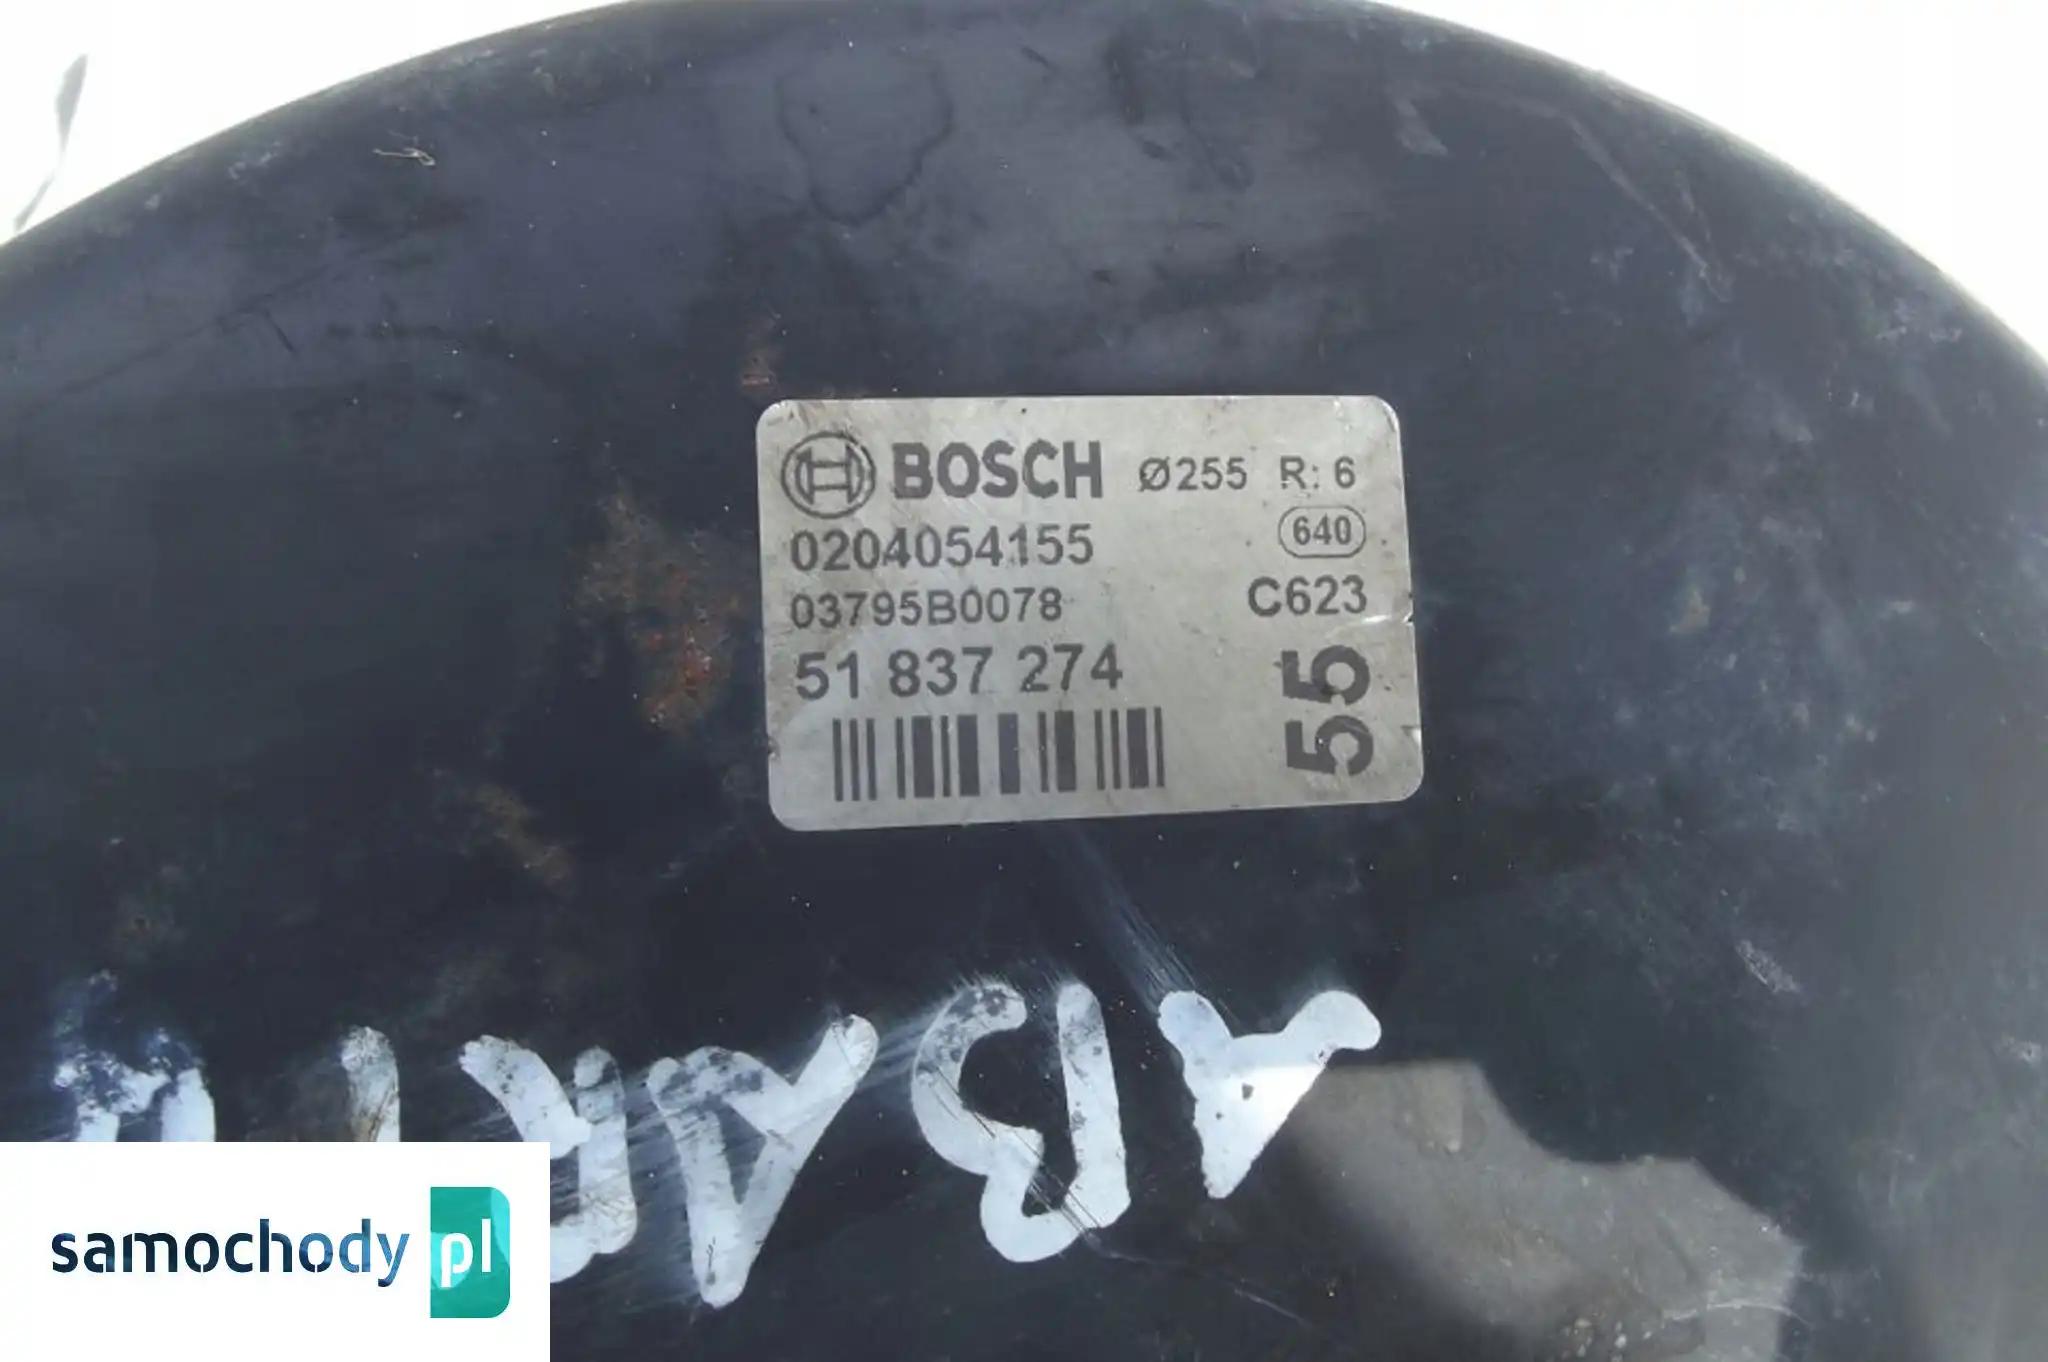 BOSCH Ø255 R: 6
0204054155 640
03795B0078 C623
51 837 274
55
samochody pl